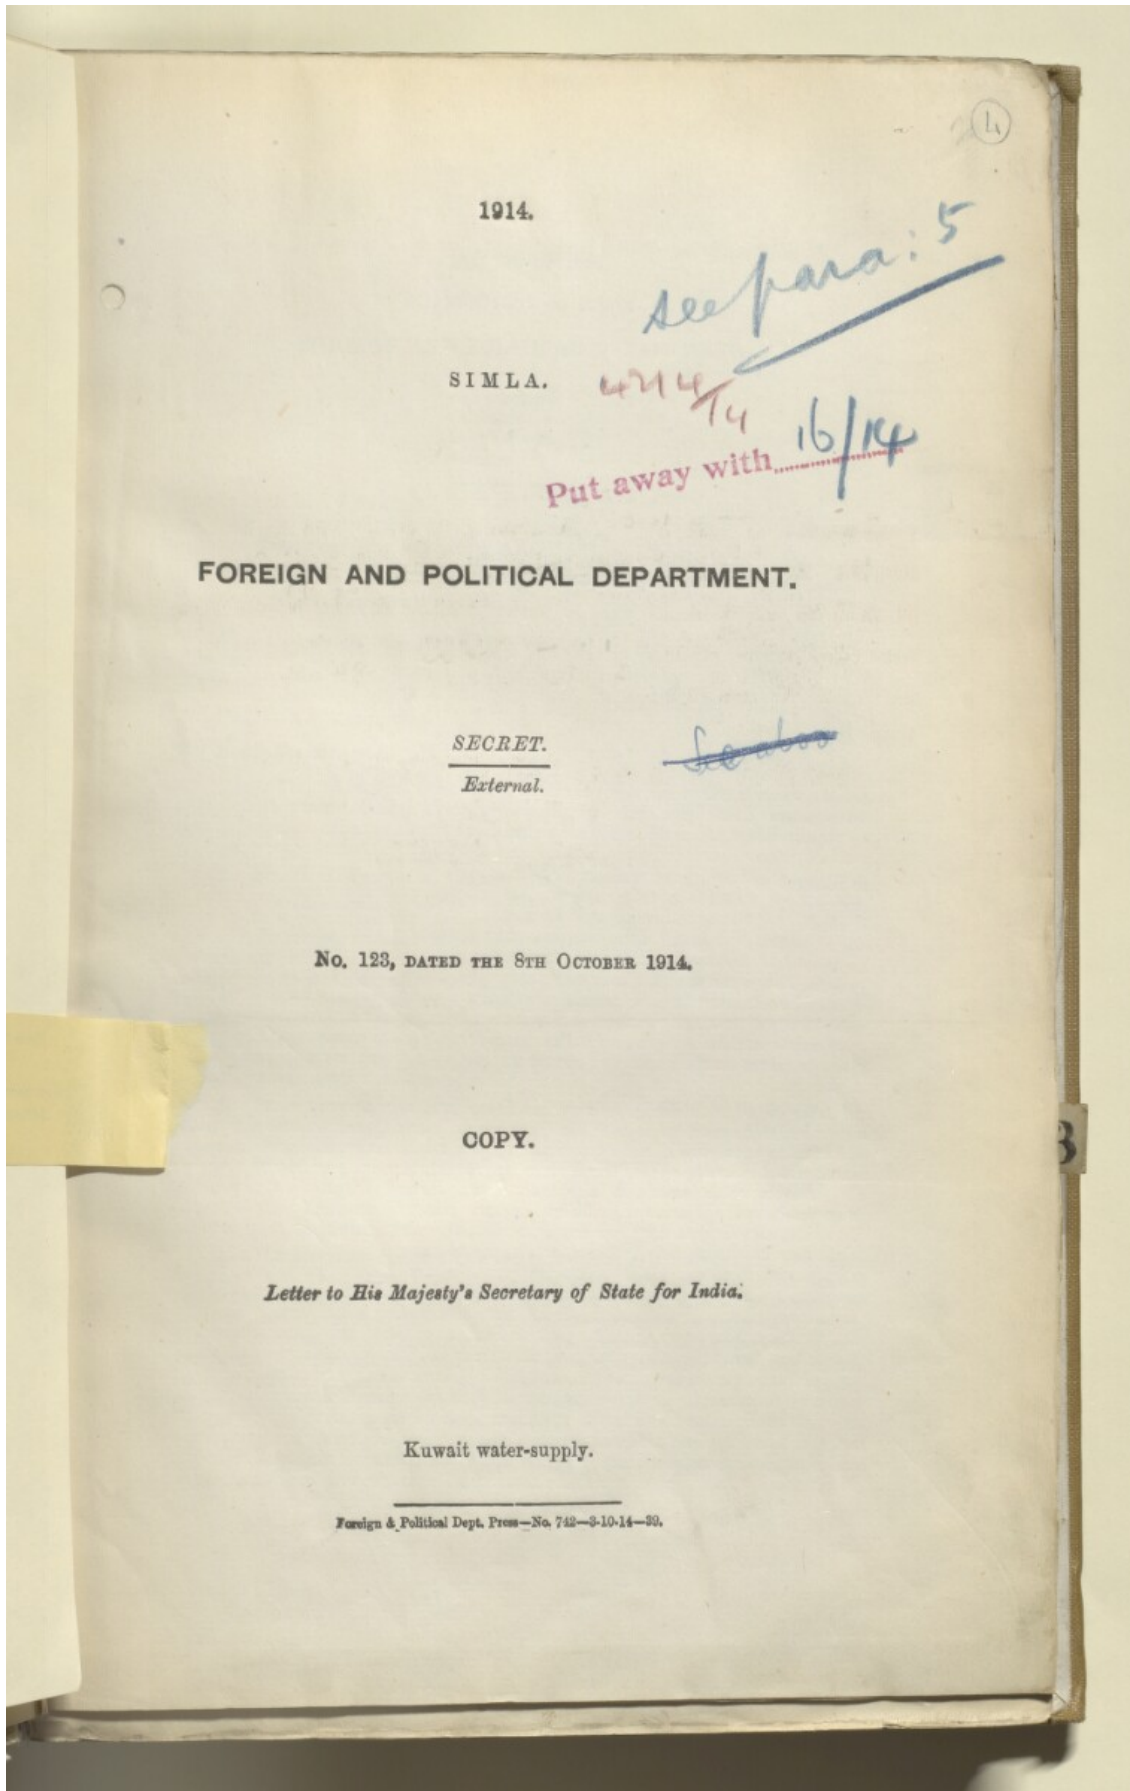 4
1914.
see para: 5
SIMLA.
4214/14
Put away with 16/14
FOREIGN AND POLITICAL DEPARTMENT.
SECRET.
External.
No. 123, DATED THE 8TH OCTOBER 1914.
COPY.
3
Letter to His Majesty's Secretary of State for India.
Kuwait water-supply.
Foreign & Political Dept. Press—No. 742—3-10-14—39.